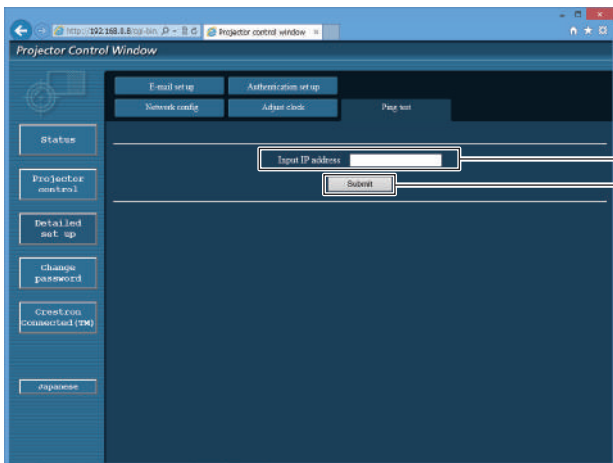 http://192.168.8.8/cgi-bin
Projector control window
Projector Control Window
E-mail set up
Authentication set up
Network config
Adjust clock
Ping test
Status
Input IP address
Submit
Projector
control
Detailed
set up
Change
password
Crestron
Connected(TM)
Japanese